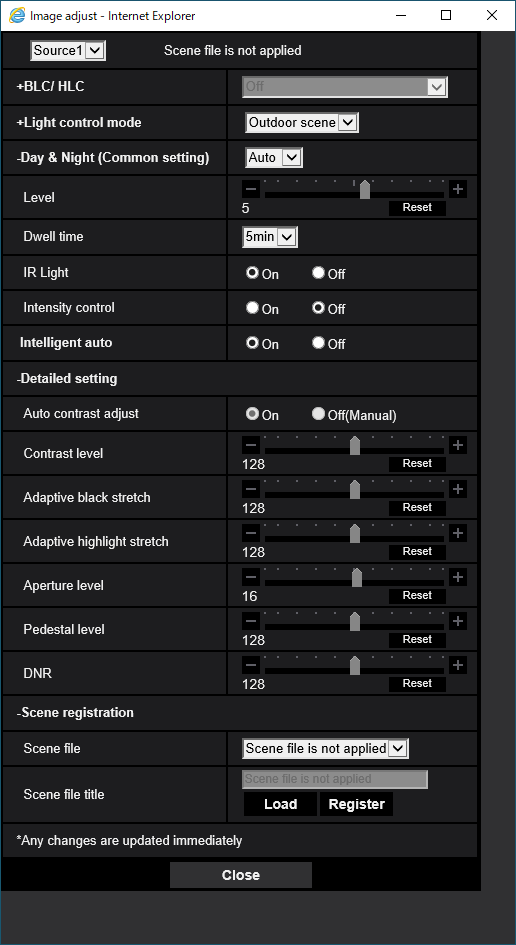 Image adjust - Internet Explorer
Source1 Scene file is not applied
+BLC/ HLC Off
+Light control mode Outdoor scene
-Day & Night (Common setting) Auto
Level 5 Reset
Dwell time 5min
IR Light On Off
Intensity control On Off
Intelligent auto On Off
-Detailed setting
Auto contrast adjust On Off(Manual)
Contrast level 128 Reset
Adaptive black stretch 128 Reset
Adaptive highlight stretch 128 Reset
Aperture level 16 Reset
Pedestal level 128 Reset
DNR 128 Reset
-Scene registration
Scene file Scene file is not applied
Scene file title Scene file is not applied
Load Register
*Any changes are updated immediately
Close